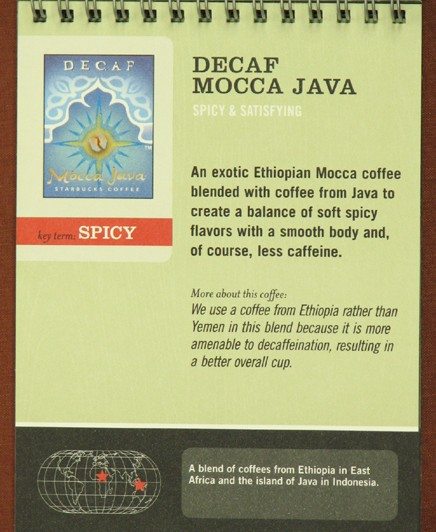 DECAF
Mocca Java
STARBUCKS COFFEE
TM
key term: SPICY
DECAF
MOCCA JAVA
SPICY & SATISFYING
An exotic Ethiopian Mocca coffee
blended with coffee from Java to
create a balance of soft spicy
flavors with a smooth body and,
of course, less caffeine.
More about this coffee:
We use a coffee from Ethiopia rather than
Yemen in this blend because it is more
amenable to decaffeination, resulting in
a better overall cup.
A blend of coffees from Ethiopia in East
Africa and the island of Java in Indonesia.